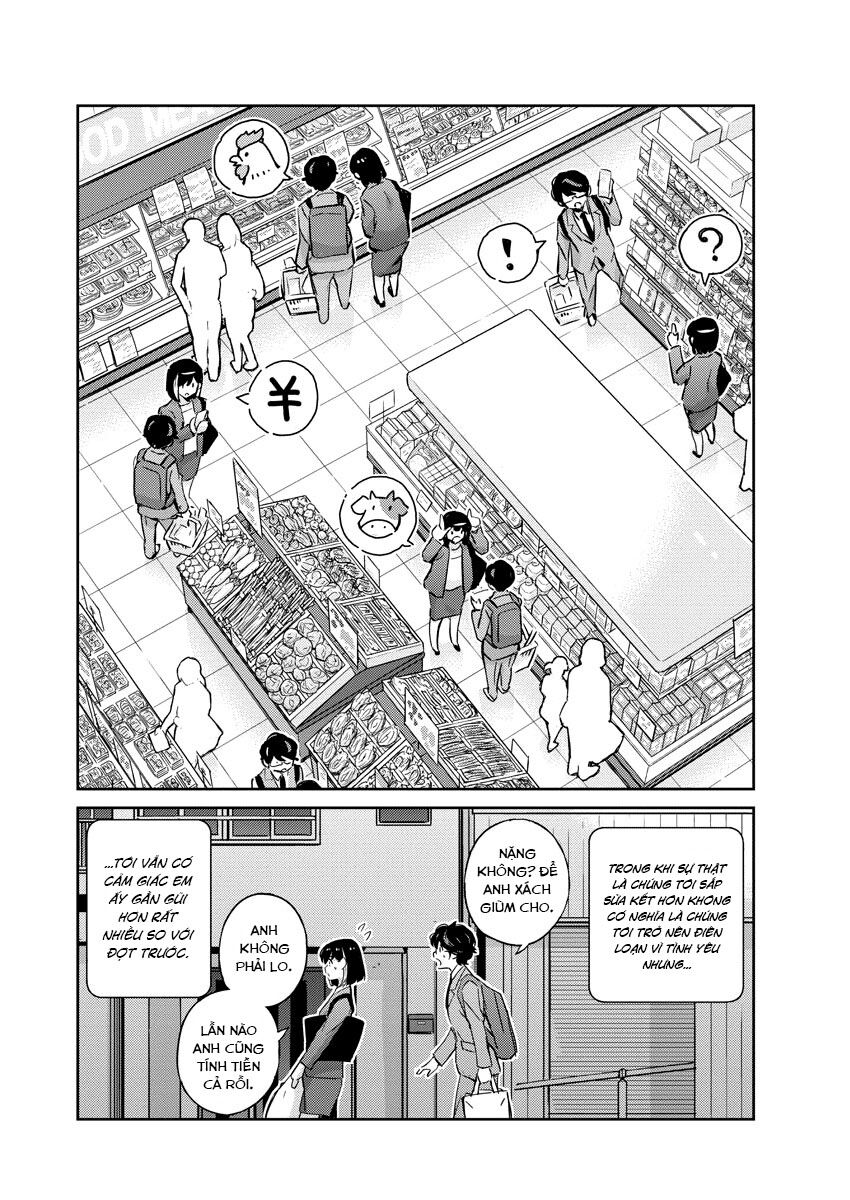 OD MEA
!
?
¥
TRONG KHI SỰ THẬT
LÀ CHÚNG TÔI SẮP
SỬA KẾT HÔN KHÔNG
CÓ NGHĨA LÀ CHÚNG
TÔI TRỞ NÊN ĐIÊN
LOẠN VÌ TÌNH YÊU
NHƯNG...
NẶNG
KHÔNG? ĐỂ
ANH XÁCH
GIÙM CHO.
ANH
KHÔNG
PHẢI LO.
LẦN NÀO
ANH CŨNG
TÍNH TIỀN
CẢ RỒI.
...TÔI VẪN CÓ
CẢM GIÁC EM
ẤY GẦN GŨI
HƠN RẤT
NHIỀU SO VỚI
ĐỢT TRƯỚC.